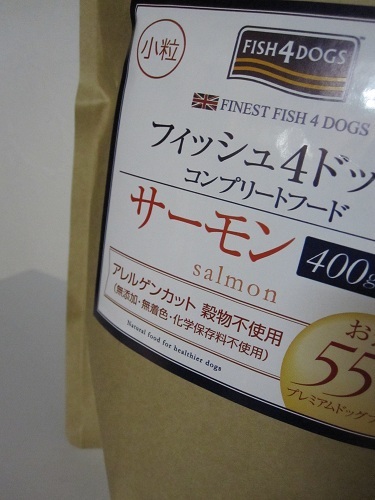 小粒
FISH4DOGS
FINEST FISH 4 DOGS
フィッシュ4ドッ
コンプリートフード
サーモン
400g
salmon
アレルゲンカット 穀物不使用
(無添加・無着色・化学保存料不使用)
Natural food for healthier dogs
お
55
プレミアムドッグフ